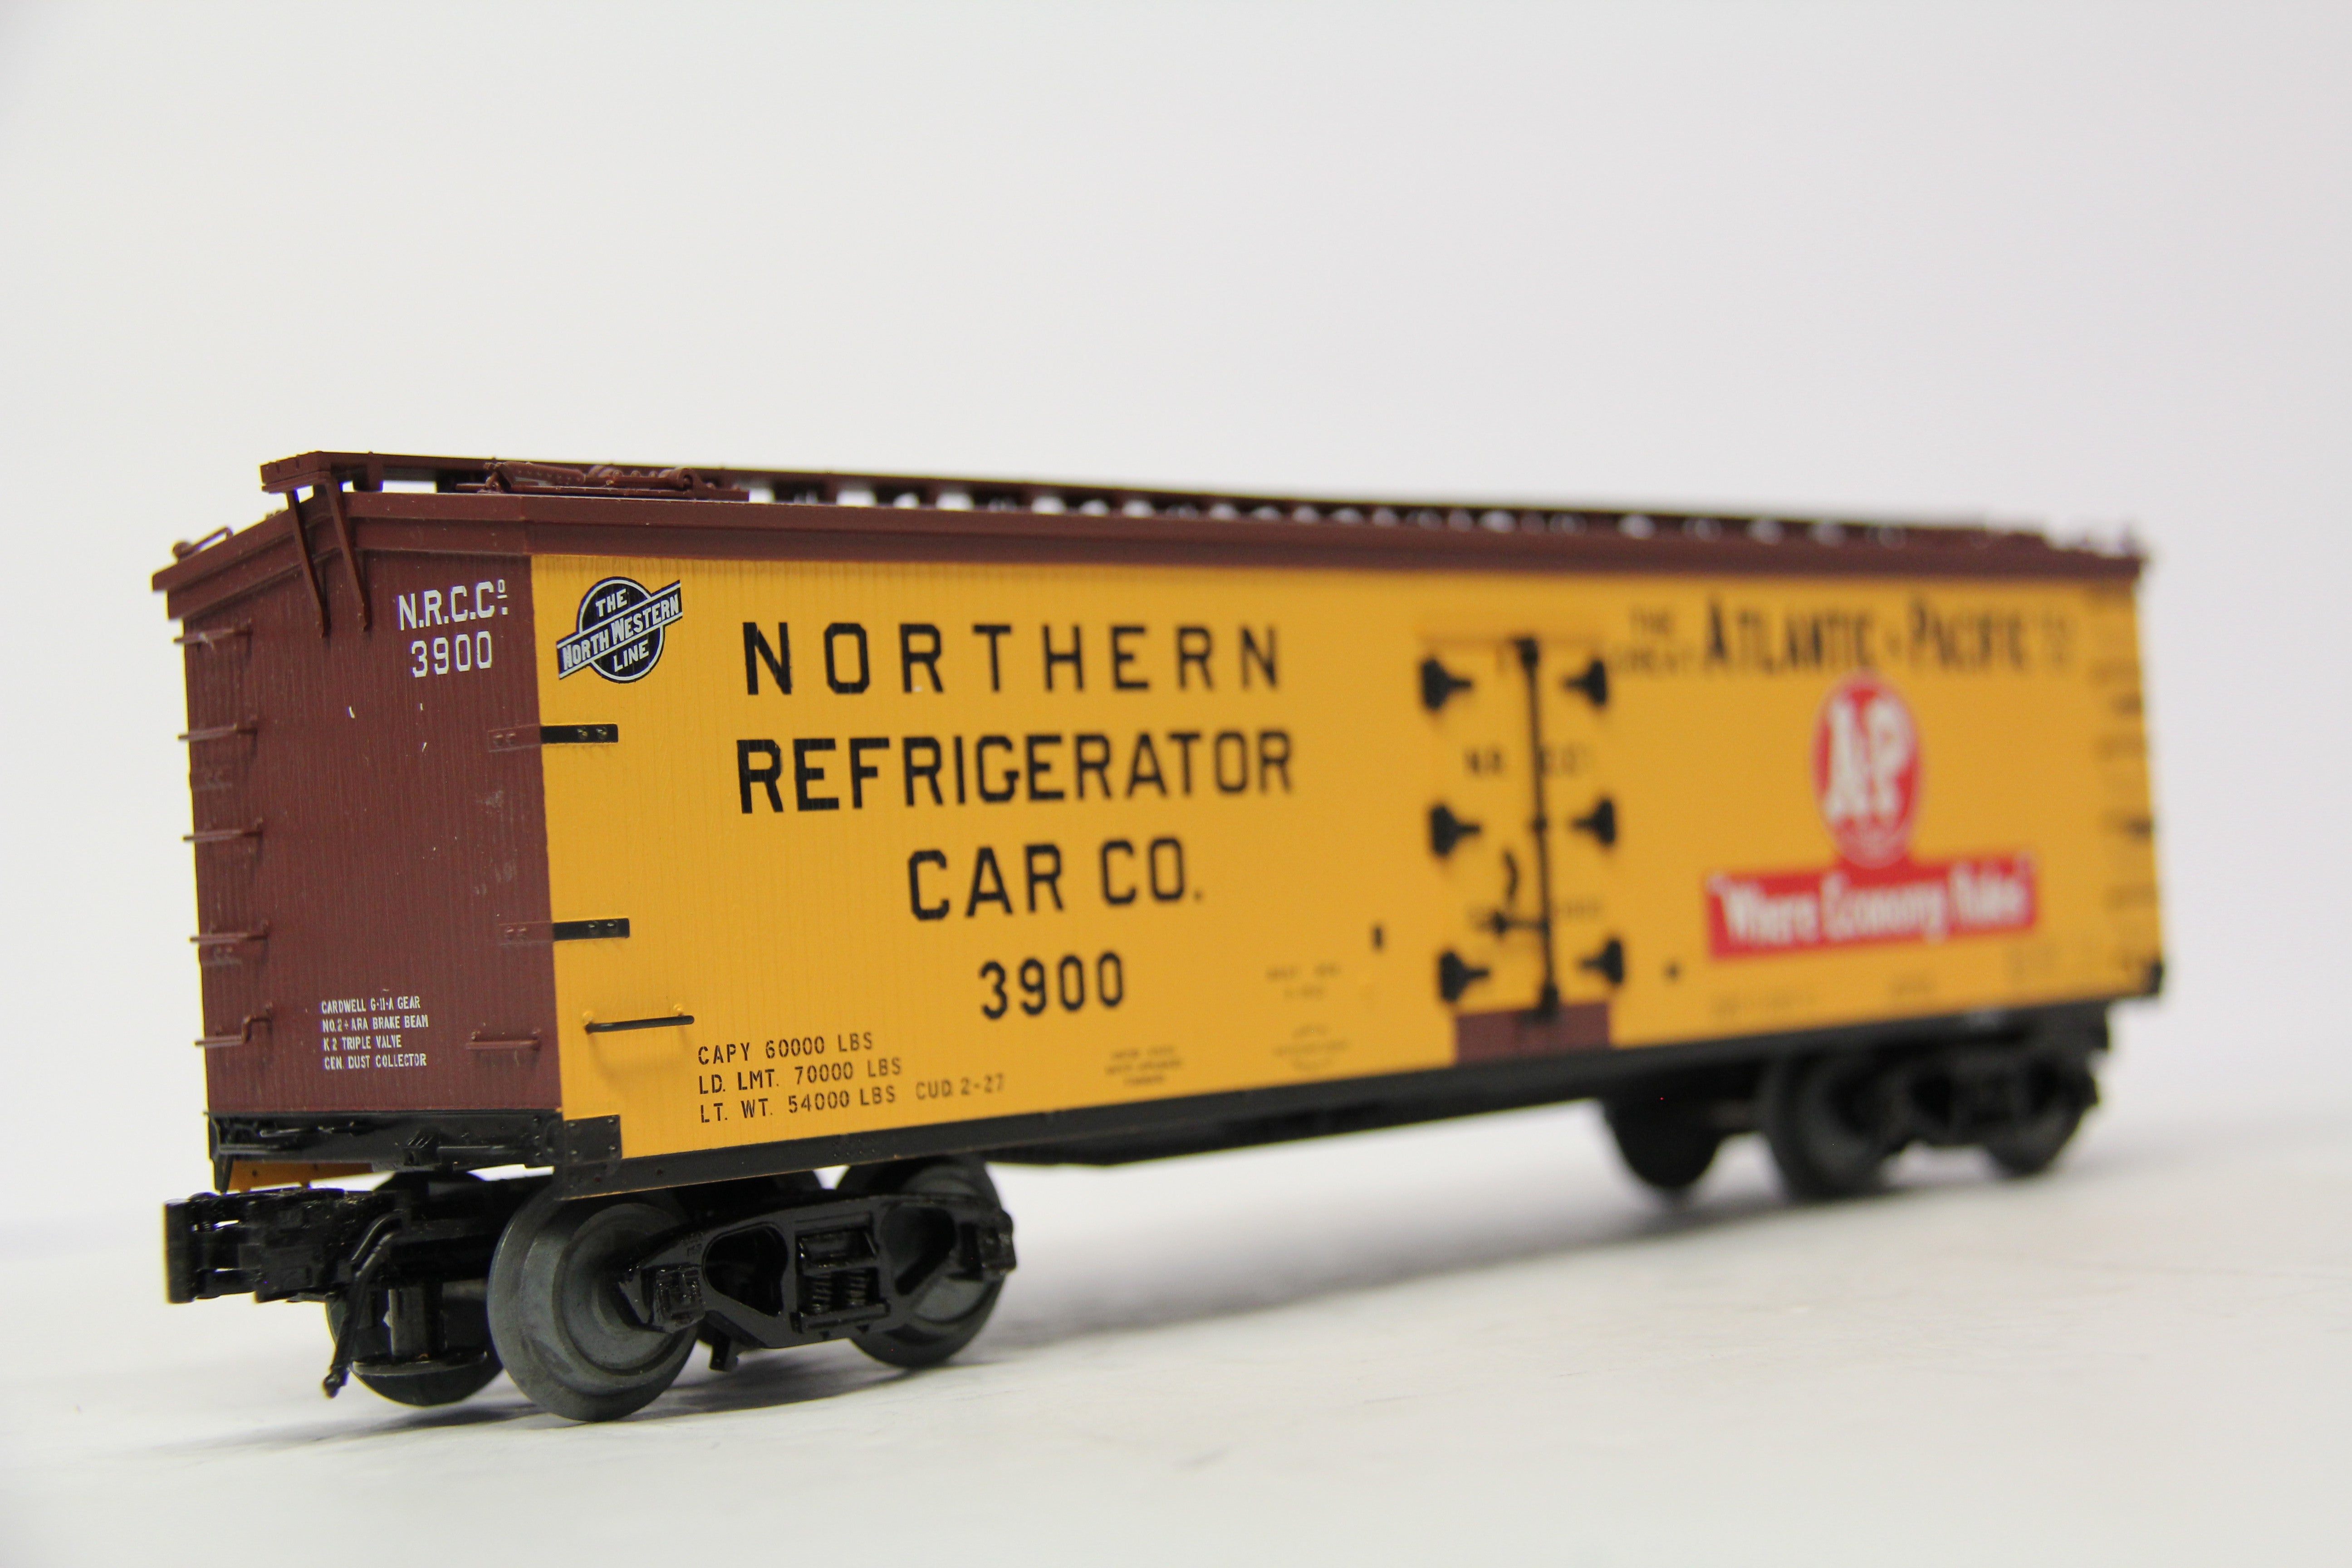 N.R.C.Cº.
3900
CARDWELL G-11-A GEAR
NO.2+ ARA BRAKE BEAM
K 2 TRIPLE VALVE
CEN. DUST COLLECTOR
THE
NORTH WESTERN
LINE
NORTHERN
REFRIGERATOR
CAR CO.
3900
CAPY 60000 LBS
LD. LMT. 70000 LBS
LT. WT. 54000 LBS CUD. 2-27
THE
GREAT ATLANTIC & PACIFIC
A&P
"Where Economy Rules"